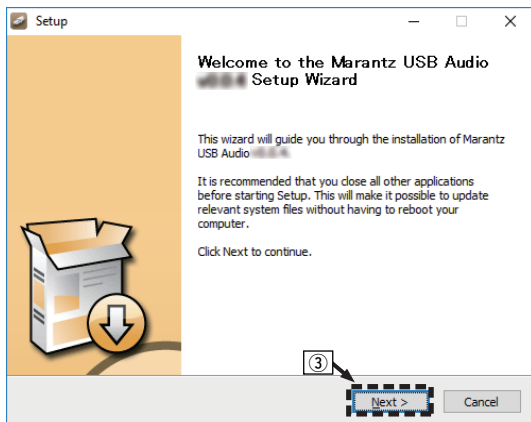 Setup
Welcome to the Marantz USB Audio
Setup Wizard
This wizard will guide you through the installation of Marantz
USB Audio
It is recommended that you close all other applications
before starting Setup. This will make it possible to update
relevant system files without having to reboot your
computer.
Click Next to continue.
③
Next >
Cancel